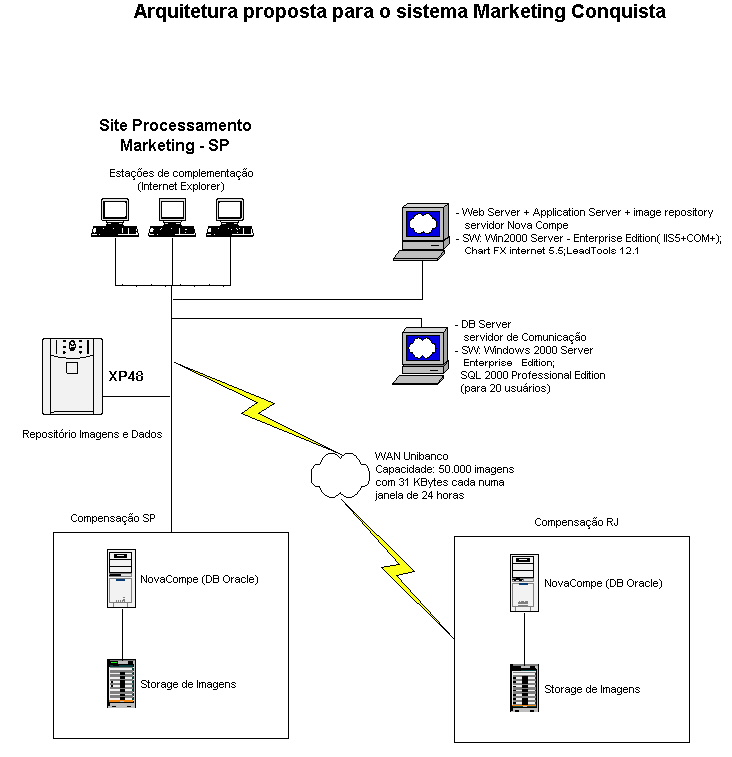 Arquitetura proposta para o sistema Marketing Conquista
Site Processamento
Marketing - SP
Estações de complementação
(Internet Explorer)
- Web Server + Application Server + image repository
servidor Nova Compe
- SW: Win2000 Server - Enterprise Edition( IIS5+COM+);
Chart FX internet 5.5;LeadTools 12.1
- DB Server
servidor de Comunicação
- SW: Windows 2000 Server
Enterprise Edition;
SQL 2000 Professional Edition
(para 20 usuários)
XP48
Repositório Imagens e Dados
WAN Unibanco
Capacidade: 50.000 imagens
com 31 KBytes cada numa
janela de 24 horas
Compensação SP
NovaCompe (DB Oracle)
Storage de Imagens
Compensação RJ
NovaCompe (DB Oracle)
Storage de Imagens